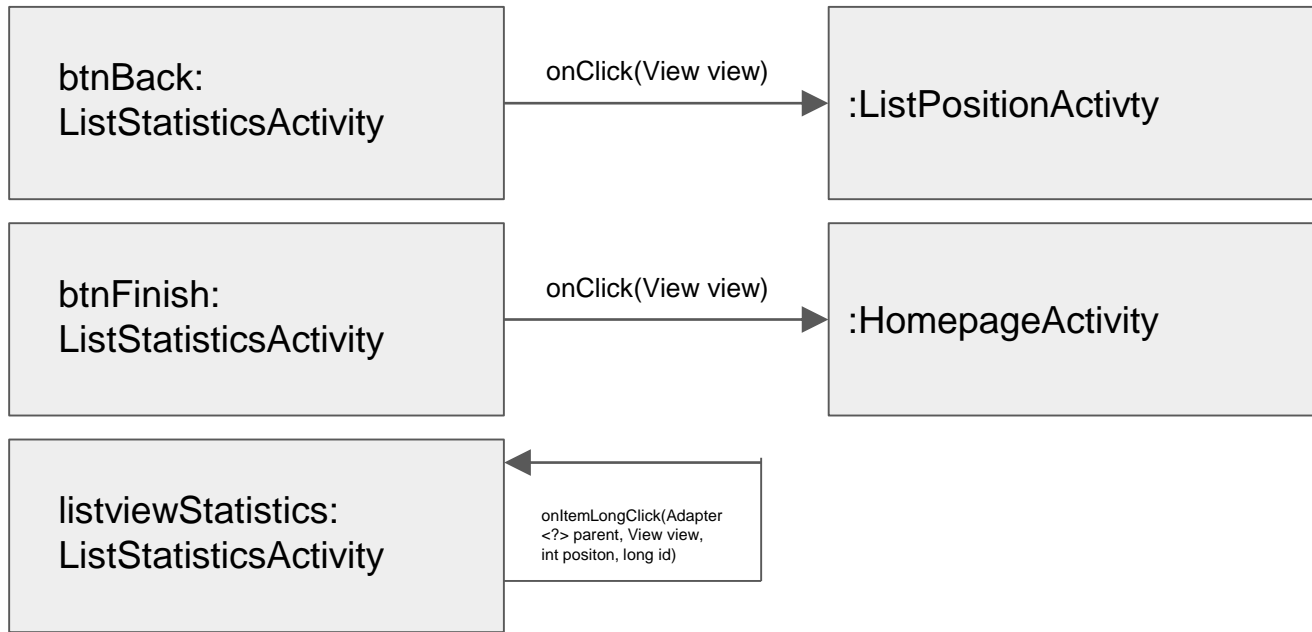 btnBack:
ListStatisticsActivity
onClick(View view)
:ListPositionActivty
btnFinish:
ListStatisticsActivity
onClick(View view)
:HomepageActivity
listviewStatistics:
ListStatisticsActivity
onItemLongClick(Adapter
<?> parent, View view,
int positon, long id)